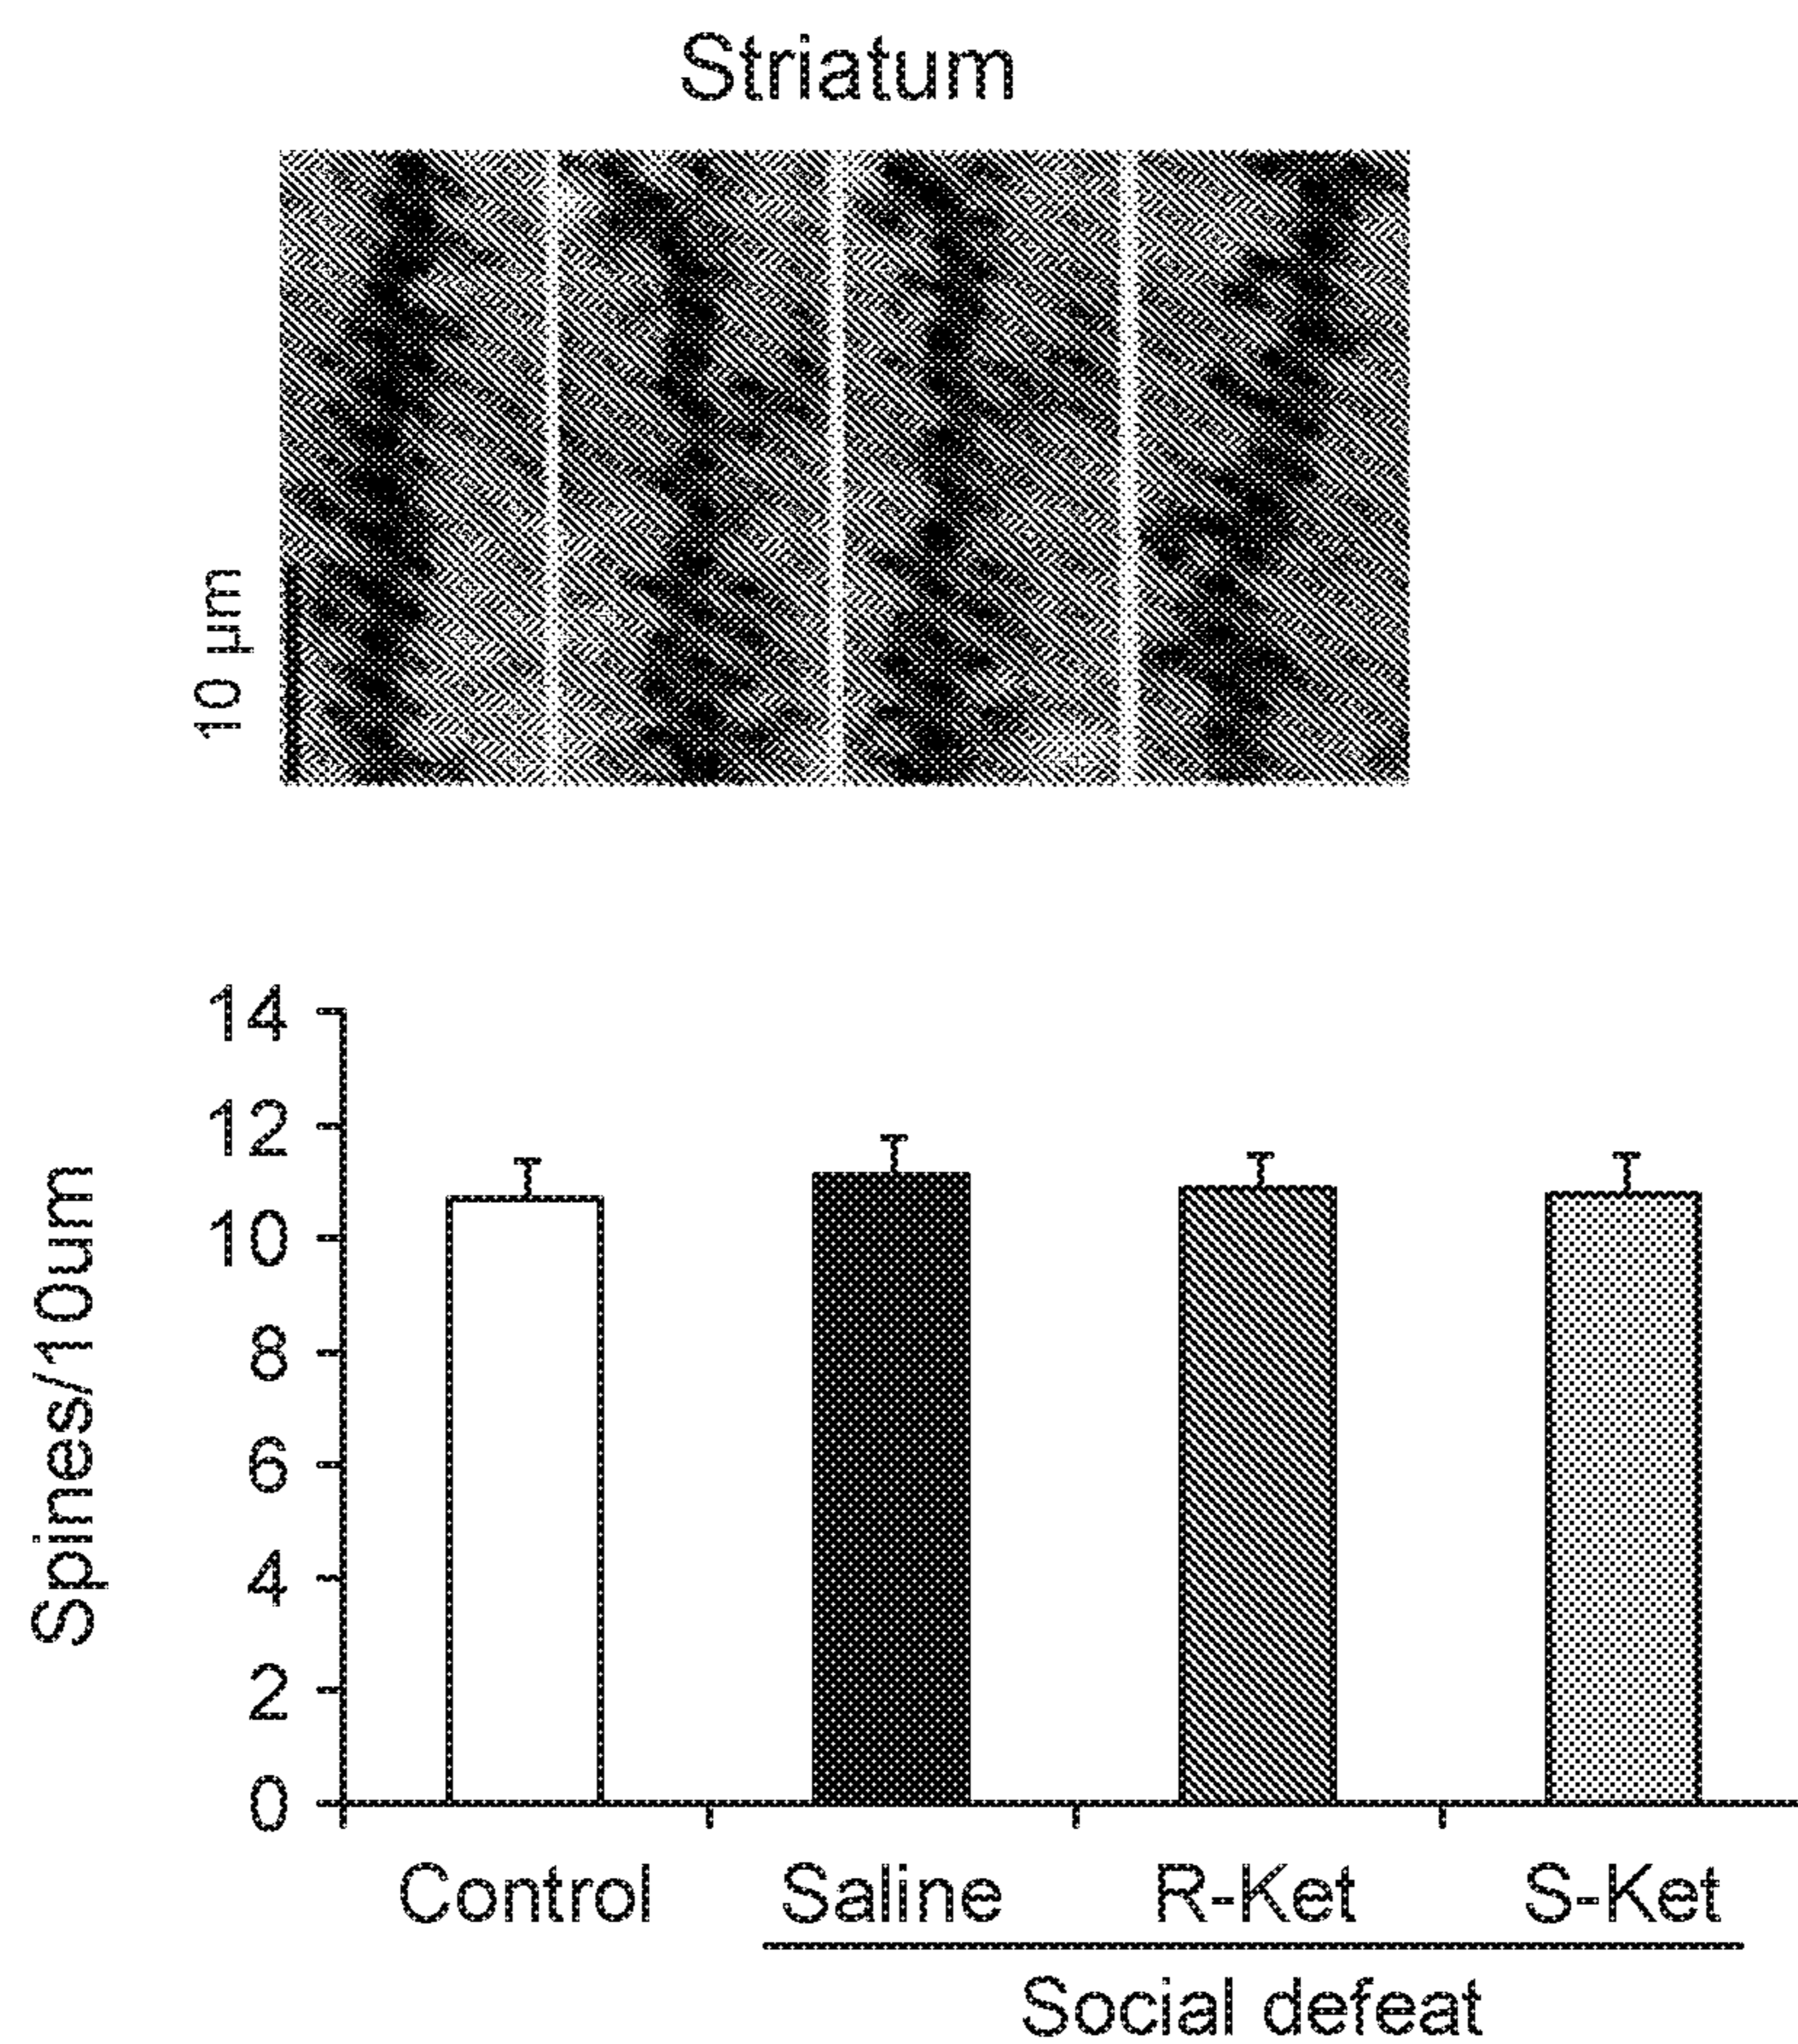 Striatum
10 μm
Spines/10um
14
12
10
8
6
4
2
0
Control
Saline
R-Ket
S-Ket
Social defeat